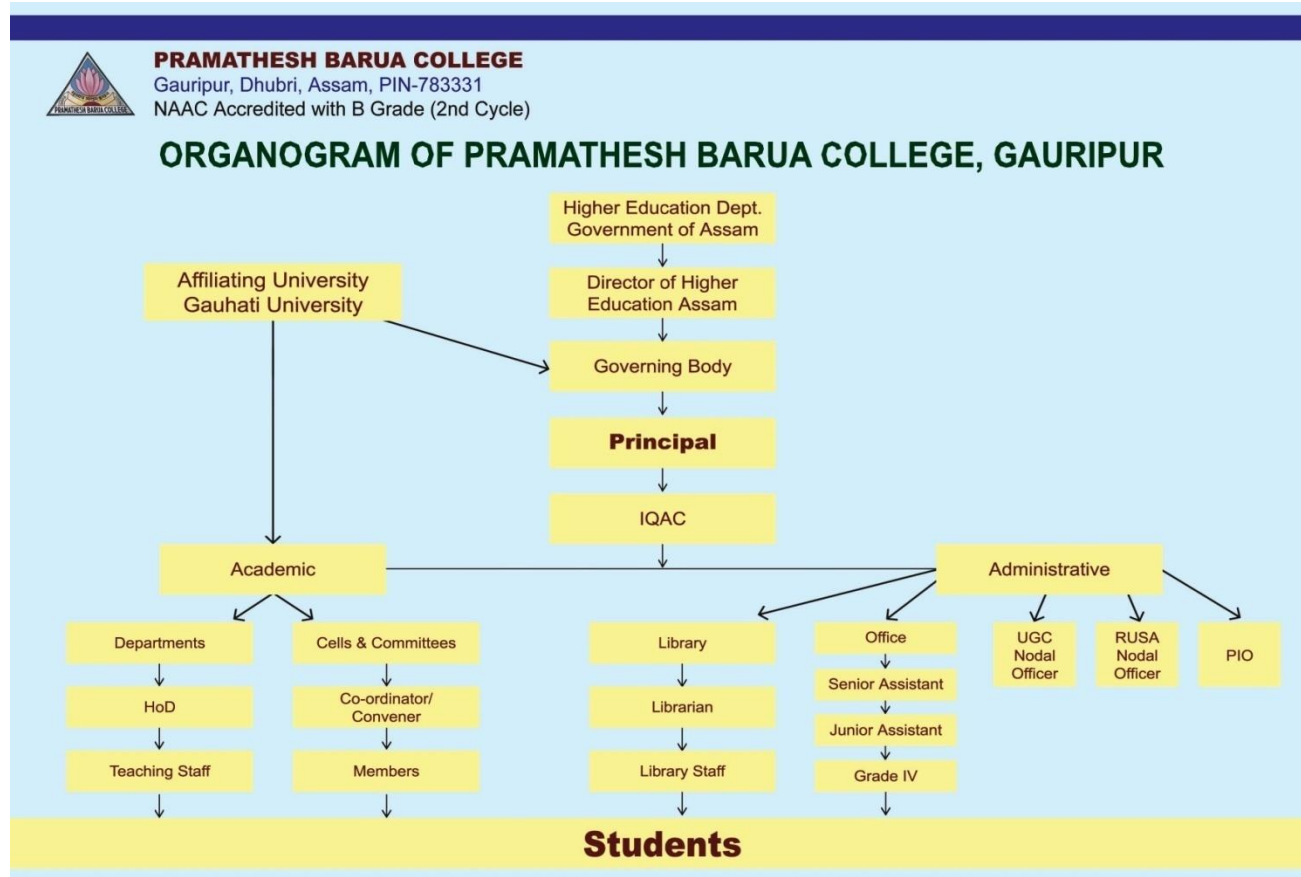 PRAMATHESH BARUA COLLEGE
Gauripur, Dhubri, Assam, PIN-783331
NAAC Accredited with B Grade (2nd Cycle)
PRAMATHESH BARUA COLLEGE
ORGANOGRAM OF PRAMATHESH BARUA COLLEGE, GAURIPUR
Higher Education Dept.
Government of Assam
Affiliating University
Gauhati University
Director of Higher
Education Assam
Governing Body
Principal
IQAC
Academic
Administrative
Departments
Cells & Committees
Library
Office
UGC
Nodal
Officer
RUSA
Nodal
Officer
PIO
HoD
Co-ordinator/
Convener
Librarian
Senior Assistant
Junior Assistant
Teaching Staff
Members
Library Staff
Grade IV
Students